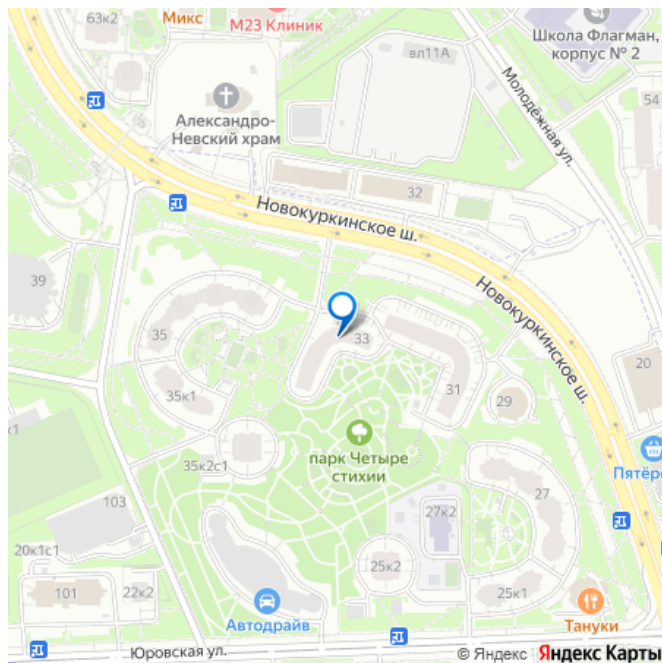 63к2
Микс
М23 Клиник
вл11А
Школа Флагман,
корпус № 2
Молодёжная ул.
54
Александро-
Невский храм
32
Новокуркинское ш.
39
35
33
Новокуркинское ш.
20
35к1
31
29
к1
парк Четыре
стихии
35к2с1
Пятёр
27
103
27к2
20к1с1
101
22к2
25к2
25к1
Автодрайв
Тануки
Юровская ул.
© Яндекс Яндекс Карты